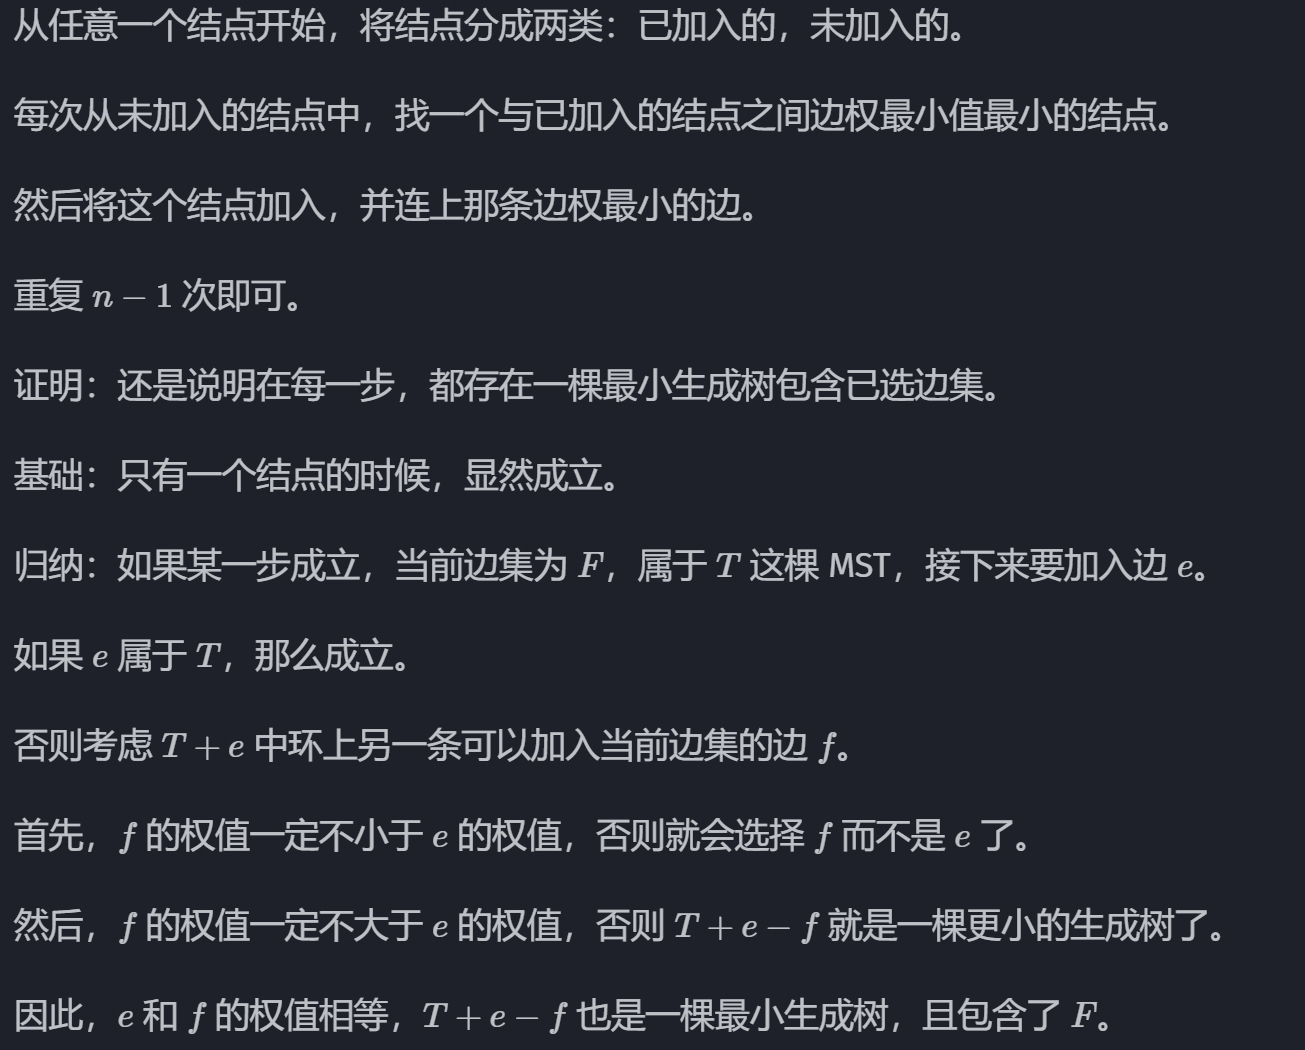 从任意一个结点开始，将结点分成两类：已加入的，未加入的。
每次从未加入的结点中，找一个与已加入的结点之间边权最小值最小的结点。
然后将这个结点加入，并连上那条边权最小的边。
重复 n − 1 次即可。
证明：还是说明在每一步，都存在一棵最小生成树包含已选边集。
基础：只有一个结点的时候，显然成立。
归纳：如果某一步成立，当前边集为 F，属于 T 这棵 MST，接下来要加入边 e。
如果 e 属于 T，那么成立。
否则考虑 T + e 中环上另一条可以加入当前边集的边 f。
首先，f 的权值一定不小于 e 的权值，否则就会选择 f 而不是 e 了。
然后，f 的权值一定不大于 e 的权值，否则 T + e − f 就是一棵更小的生成树了。
因此，e 和 f 的权值相等，T + e − f 也是一棵最小生成树，且包含了 F。